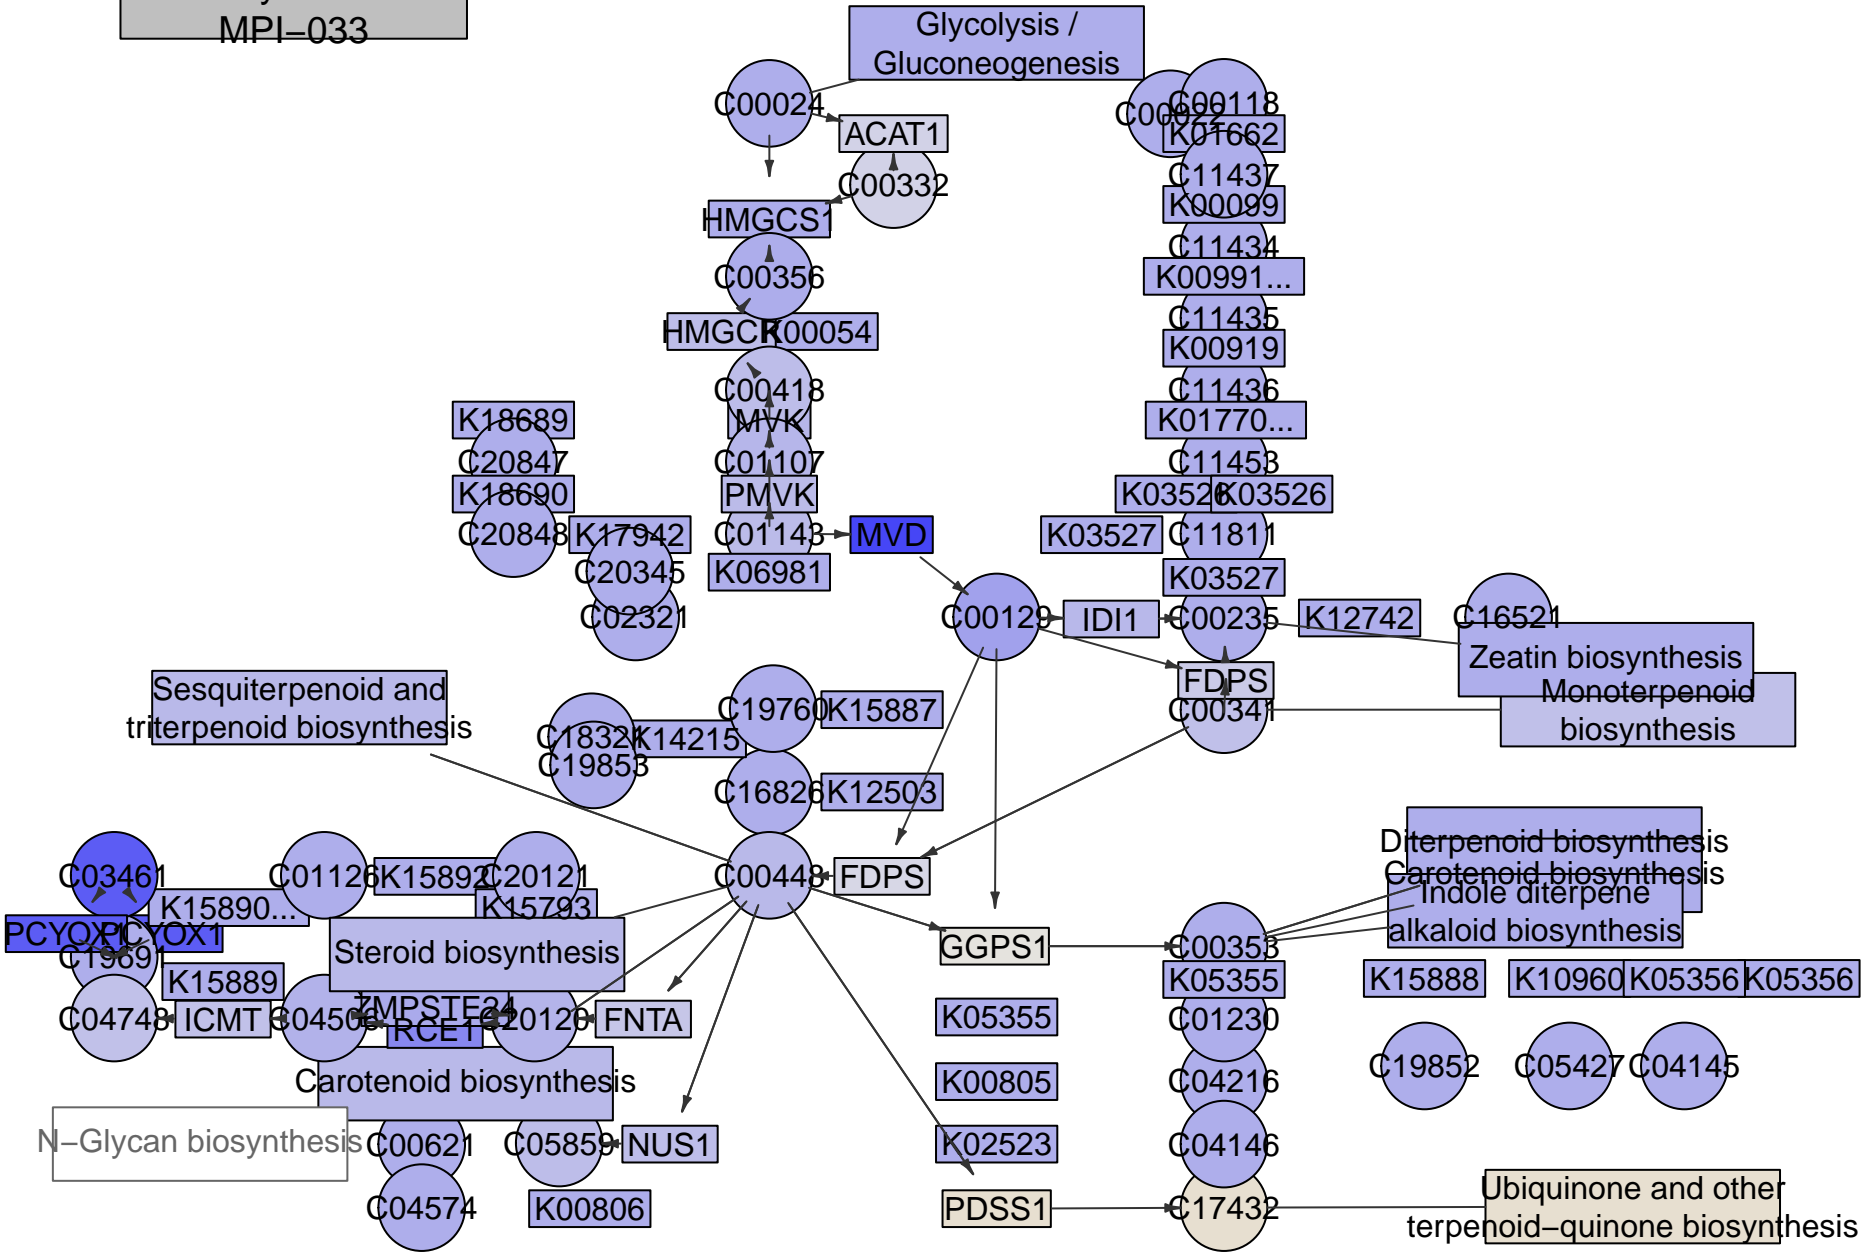 MPI−033
Glycolysis /
Gluconeogenesis
C00024
C00022
C00118
ACAT1
K01662
C00332
C11437
K00099
HMGCS1
C11434
C00356
K00991...
C11435
HMGCR
K00054
K00919
C00418
C11436
K18689
MVK
K01770...
C20847
C01107
C11453
K18690
PMVK
K03526
K03526
C20848
K17942
C01143
MVD
K03527
C11811
C20345
K06981
K03527
C02321
C00129
IDI1
C00235
K12742
C16521
Zeatin biosynthesis
FDPS
Monoterpenoid
biosynthesis
Sesquiterpenoid and
triterpenoid biosynthesis
C19760
K15887
C00341
C18324
K14215
C19853
C16826
K12503
Diterpenoid biosynthesis
Carotenoid biosynthesis
Indole diterpene
alkaloid biosynthesis
C03461
C01126
K15892
C20121
C00448
FDPS
K15890...
K15793
PCYOX1
PCYOX1
C19691
Steroid biosynthesis
GGPS1
C00353
K15889
K05355
K15888
K10960
K05356
K05356
C04748
ICMT
ZMPSTE24
RCE1
C20120
FNTA
K05355
C01230
C19852
C05427
C04145
Carotenoid biosynthesis
K00805
C04216
N−Glycan biosynthesis
C00621
C05859
NUS1
K02523
C04146
C04574
K00806
PDSS1
C17432
Ubiquinone and other
terpenoid−quinone biosynthesis